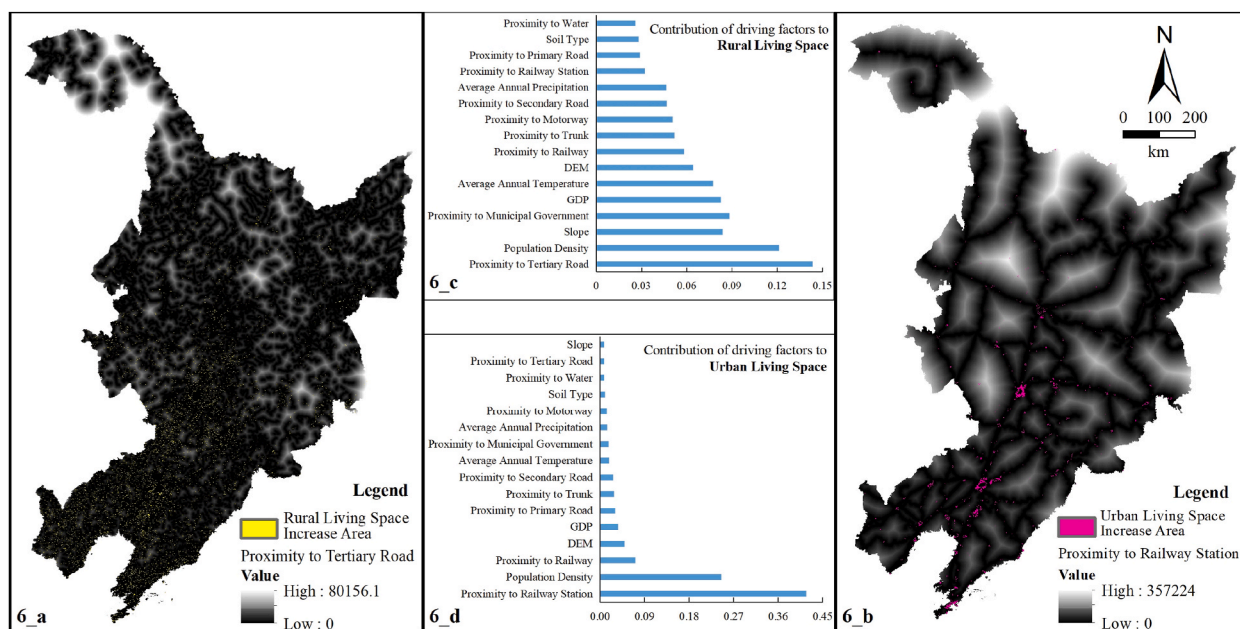 6_a
Legend
Rural Living Space
Increase Area
Proximity to Tertiary Road
Value
High : 80156.1
Low : 0
Contribution of driving factors to
Rural Living Space
Proximity to Water
Soil Type
Proximity to Primary Road
Proximity to Railway Station
Average Annual Precipitation
Proximity to Secondary Road
Proximity to Motorway
Proximity to Trunk
Proximity to Railway
DEM
Average Annual Temperature
GDP
Proximity to Municipal Government
Slope
Population Density
Proximity to Tertiary Road
6_c
0 0.03 0.06 0.09 0.12 0.15
Contribution of driving factors to
Urban Living Space
Slope
Proximity to Tertiary Road
Proximity to Water
Soil Type
Proximity to Motorway
Average Annual Precipitation
Proximity to Municipal Government
Average Annual Temperature
Proximity to Secondary Road
Proximity to Trunk
Proximity to Primary Road
GDP
DEM
Proximity to Railway
Population Density
Proximity to Railway Station
6_d
0.00 0.09 0.18 0.27 0.36 0.45
N
0 100 200
km
Legend
Urban Living Space
Increase Area
Proximity to Railway Station
Value
High : 357224
Low : 0
6_b